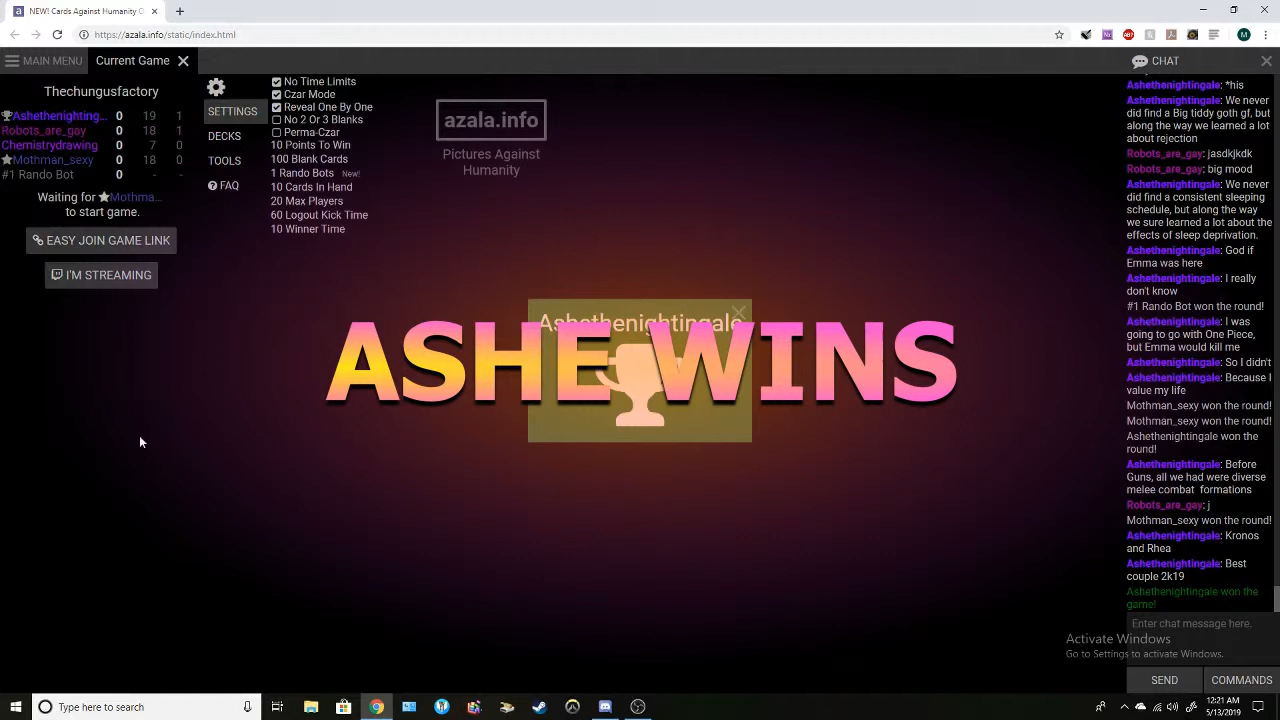 NEW! Cards Against Humanity C
https://azala.info/static/index.html
MAIN MENU
Current Game
CHAT
Thechungusfactory
Ashethenighting... 0 19 1
Robots_are_gay 0 18 1
Chemistrydrawing 0 7 0
Mothman_sexy 0 18 0
#1 Rando Bot 0 - -
Waiting for Mothma...
to start game.
EASY JOIN GAME LINK
I'M STREAMING
SETTINGS
DECKS
TOOLS
FAQ
No Time Limits
Czar Mode
Reveal One By One
No 2 Or 3 Blanks
Perma-Czar
10 Points To Win
100 Blank Cards
1 Rando Bots New!
10 Cards In Hand
20 Max Players
60 Logout Kick Time
10 Winner Time
azala.info
Pictures Against
Humanity
Ashethenightingale
ASHE WINS
Ashethenightingale: *his
Ashethenightingale: We never
did find a Big tiddy goth gf, but
along the way we learned a lot
about rejection
Robots_are_gay: jasdkjkdk
Robots_are_gay: big mood
Ashethenightingale: We never
did find a consistent sleeping
schedule, but along the way
we sure learned a lot about the
effects of sleep deprivation.
Ashethenightingale: God if
Emma was here
Ashethenightingale: I really
don't know
#1 Rando Bot won the round!
Ashethenightingale: I was
going to go with One Piece,
but Emma would kill me
Ashethenightingale: So I didn't
Ashethenightingale: Because I
value my life
Mothman_sexy won the round!
Mothman_sexy won the round!
Ashethenightingale won the
round!
Ashethenightingale: Before
Guns, all we had were diverse
melee combat formations
Robots_are_gay: j
Mothman_sexy won the round!
Ashethenightingale: Kronos
and Rhea
Ashethenightingale: Best
couple 2k19
Ashethenightingale won the
game!
Enter chat message here.
Activate Windows
Go to Settings to activate Windows.
SEND
COMMANDS
Type here to search
12:21 AM
5/13/2019